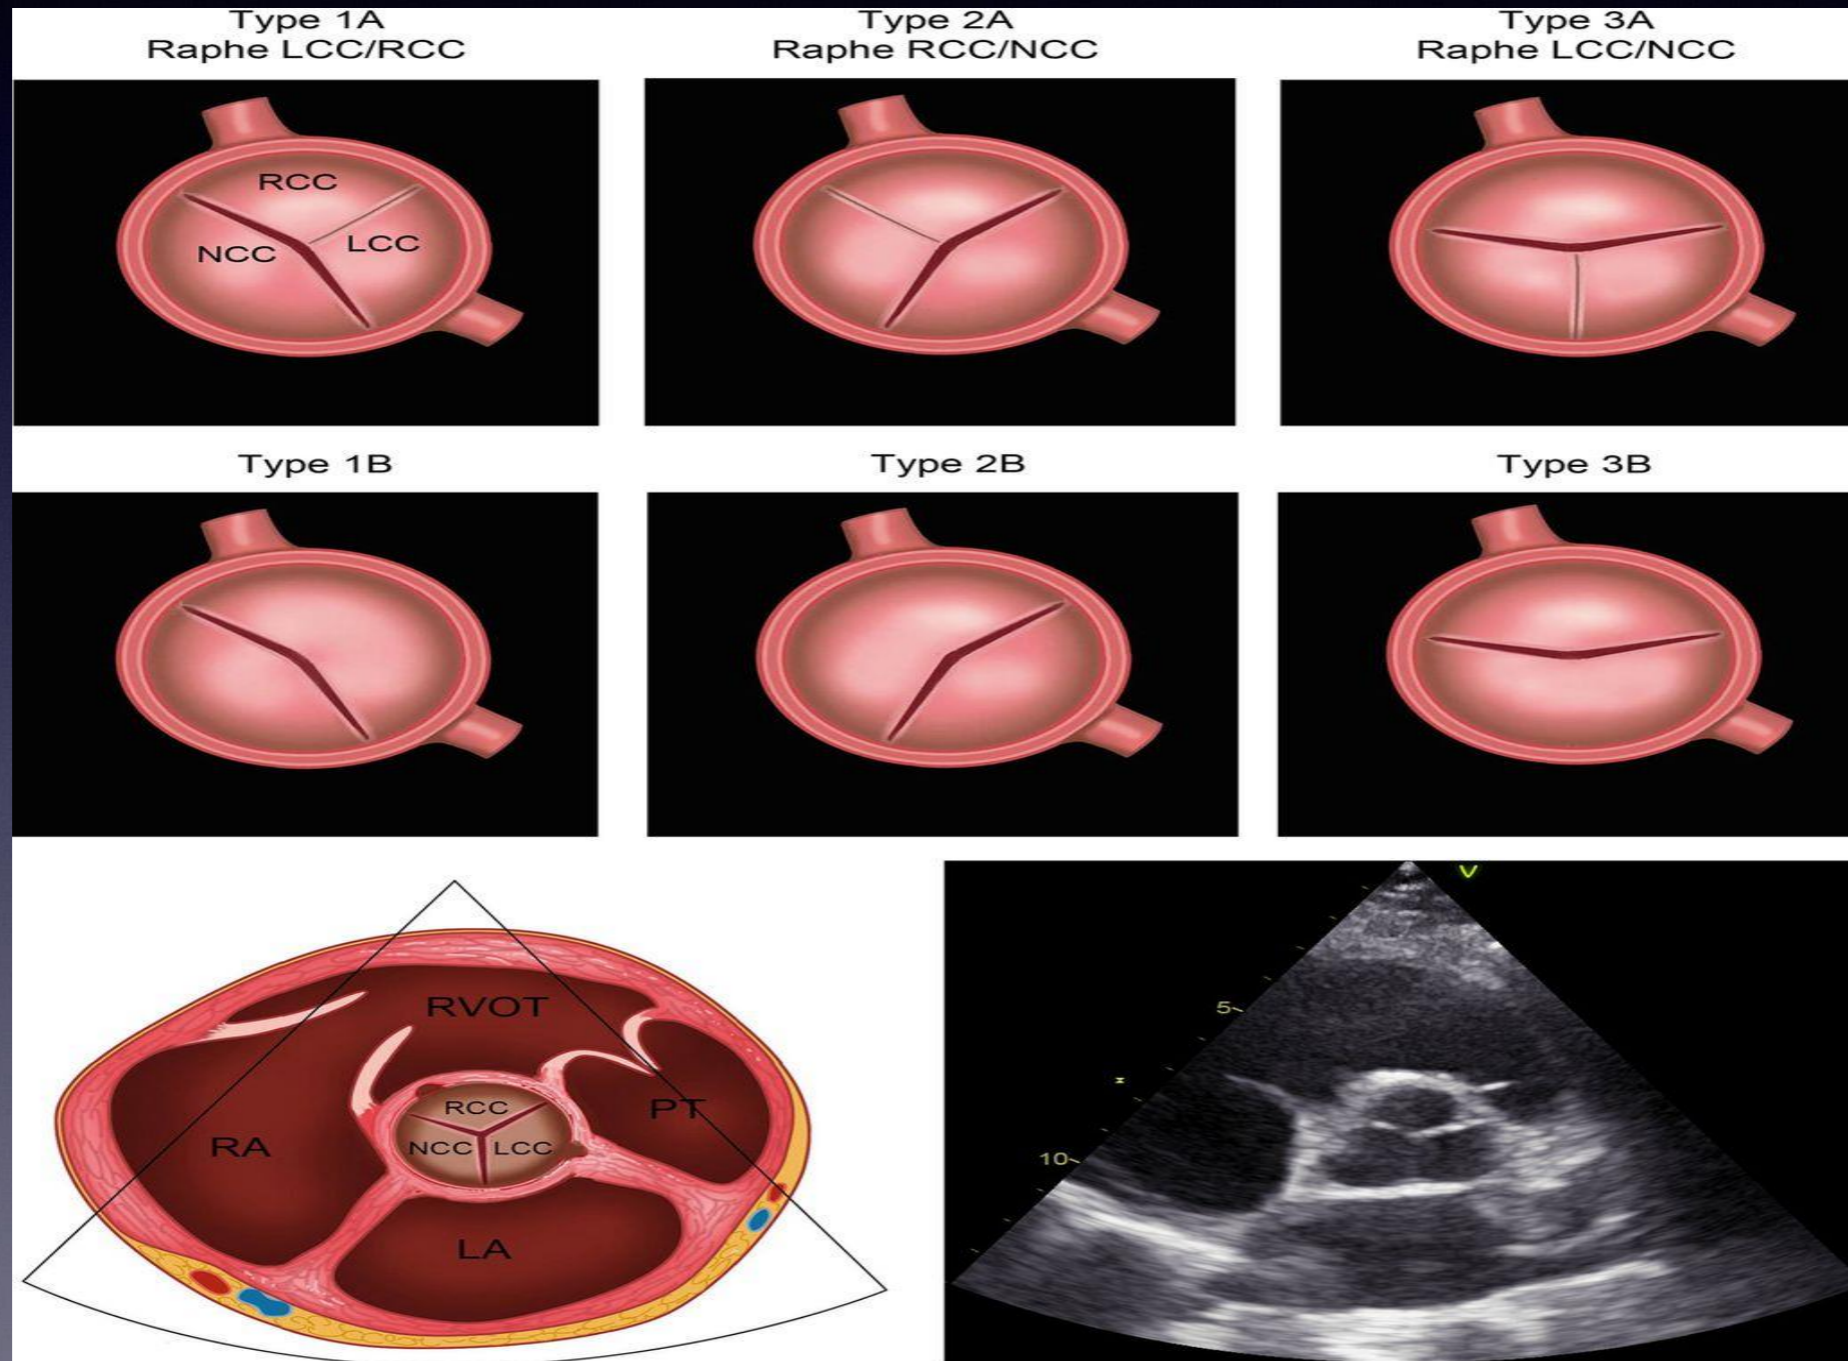 Type 1A
Raphe LCC/RCC
Type 2A
Raphe RCC/NCC
Type 3A
Raphe LCC/NCC
RCC
NCC
LCC
Type 1B
Type 2B
Type 3B
RVOT
RCC
NCC
LCC
RA
PT
LA
V
5
10